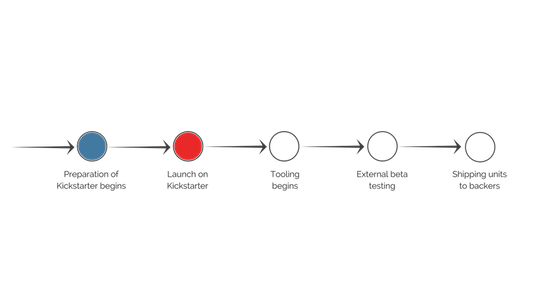 Preparation of
Kickstarter begins
Launch on
Kickstarter
Tooling
begins
External beta
testing
Shipping units
to backers